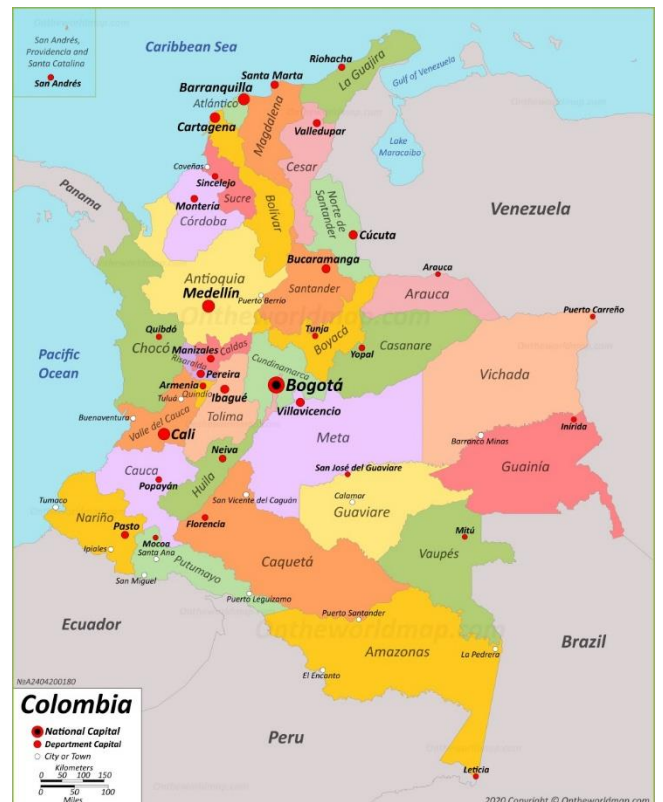 San Andrés,
Providencia and
Santa Catalina
San Andrés
Caribbean Sea
Riohacha
La Guajira
Gulf of Venezuela
Santa Marta
Barranquilla
Atlántico
Cartagena
Magdalena
Valledupar
Lake
Maracaibo
Cesar
Coveñas
Sincelejo
Sucre
Panama
Montería
Córdoba
Bolívar
Norte de
Santander
Venezuela
Cúcuta
Bucaramanga
Antioquia
Santander
Arauca
Arauca
Medellín
Puerto Berrio
Ontheworldmap.com
Puerto Carreño
Quibdó
Tunja
Boyacá
Chocó
Yopal
Casanare
Pacific
Ocean
Manizales
Caldas
Risaralda
Pereira
Cundinamarca
Vichada
Armenia
Quindío
Bogotá
Tuluá
Ibagué
Villavicencio
Buenaventura
Valle del Cauca
Tolima
Cali
Meta
Barranco Minas
Inírida
Neiva
Guainía
Cauca
Huila
San José del Guaviare
Popayán
San Vicente del Caguán
Calamar
Tumaco
Guaviare
Nariño
Florencia
Pasto
Mocoa
Mitú
Ipiales
Santa Ana
Vaupés
Caquetá
San Miguel
Putumayo
Puerto Leguizamo
Puerto Santander
Ecuador
Ontheworldmap.com
Brazil
Amazonas
La Pedrera
El Encanto
NºA2404200180
Colombia
National Capital
Department Capital
City or Town
Kilometers
0 50 100 150
0 50 100
Miles
Peru
Leticia
2020 Copyright © Ontheworldmap.com